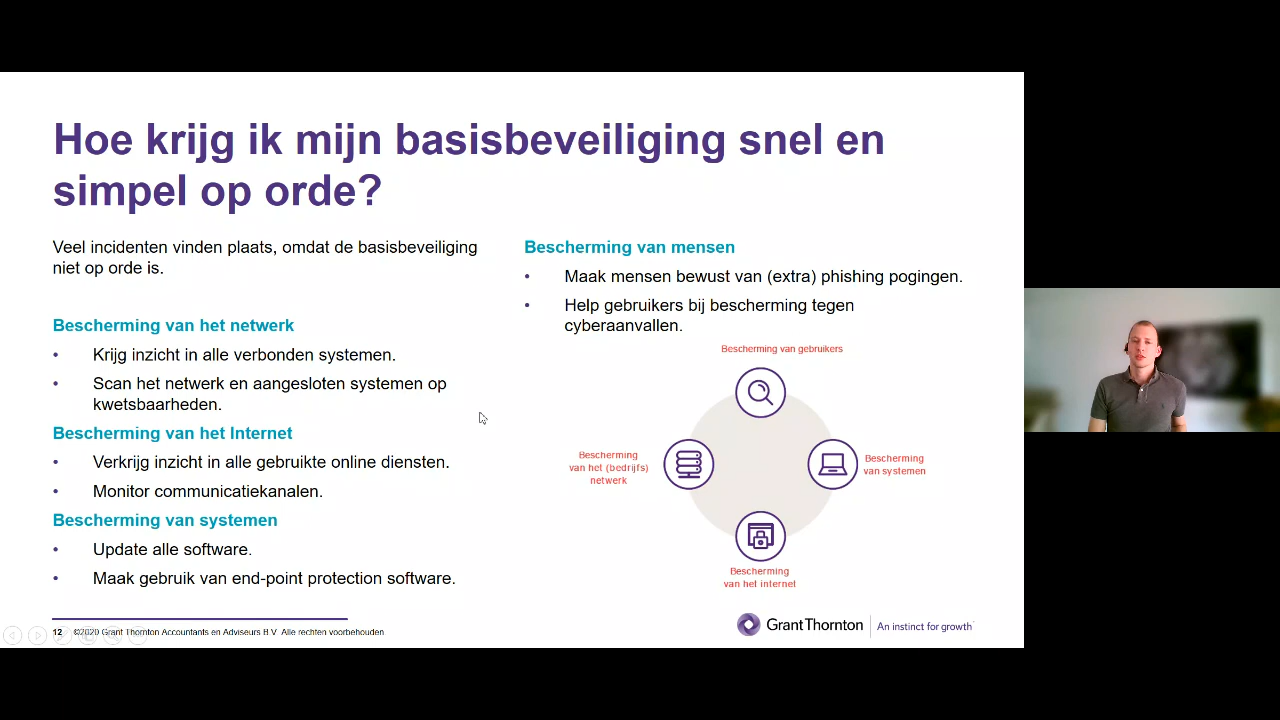 Hoe krijg ik mijn basisbeveiliging snel en
simpel op orde?
Veel incidenten vinden plaats, omdat de basisbeveiliging
niet op orde is.
Bescherming van het netwerk
• Krijg inzicht in alle verbonden systemen.
• Scan het netwerk en aangesloten systemen op
kwetsbaarheden.
Bescherming van het Internet
• Verkrijg inzicht in alle gebruikte online diensten.
• Monitor communicatiekanalen.
Bescherming van systemen
• Update alle software.
• Maak gebruik van end-point protection software.
Bescherming van mensen
• Maak mensen bewust van (extra) phishing pogingen.
• Help gebruikers bij bescherming tegen
cyberaanvallen.
Bescherming van gebruikers
Bescherming
van het (bedrijfs)
netwerk
Bescherming
van systemen
Bescherming
van het internet
12 ©2020 Grant Thornton Accountants en Adviseurs B.V. Alle rechten voorbehouden
Grant Thornton
An instinct for growth